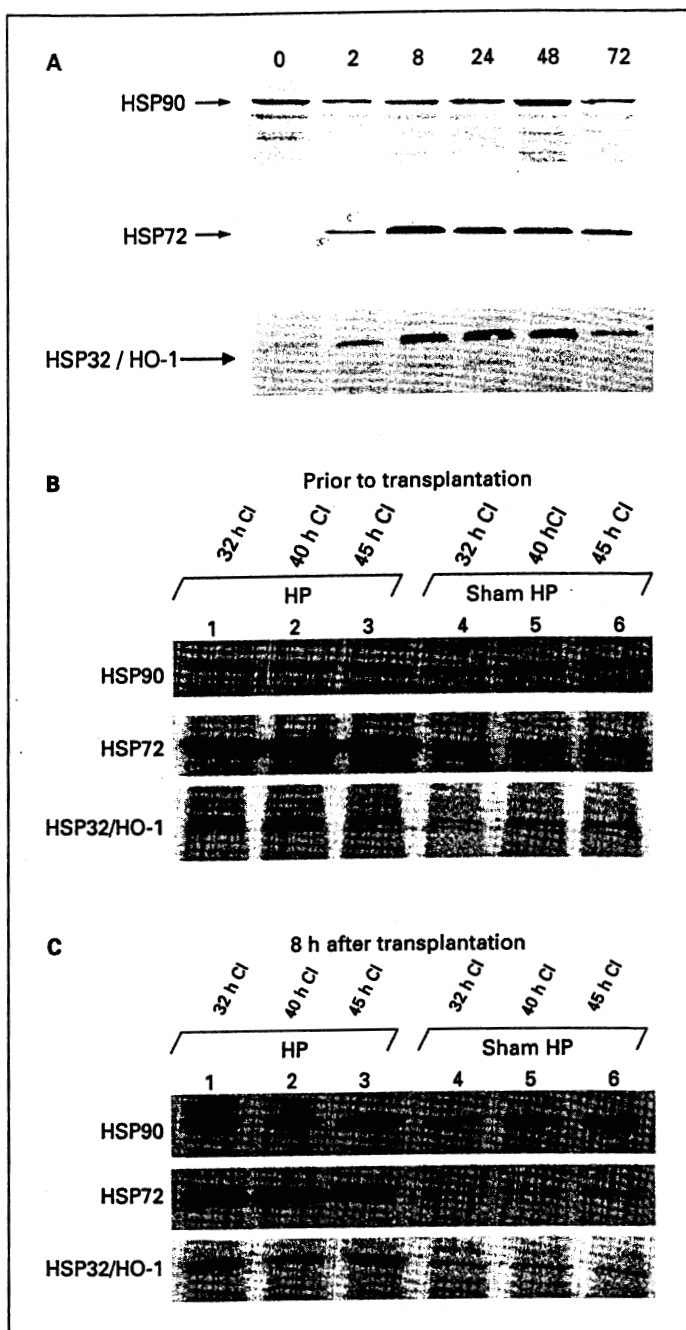 A 0 2 8 24 48 72
HSP90
HSP72
HSP32 / HO-1
B Prior to transplantation
32 h CI 40 h CI 45 h CI 32 h CI 40 hCI 45 h CI
HP Sham HP
1 2 3 4 5 6
HSP90
HSP72
HSP32/HO-1
C 8 h after transplantation
32 h CI 40 h CI 45 h CI 32 h CI 40 h CI 45 h CI
HP Sham HP
1 2 3 4 5 6
HSP90
HSP72
HSP32/HO-1